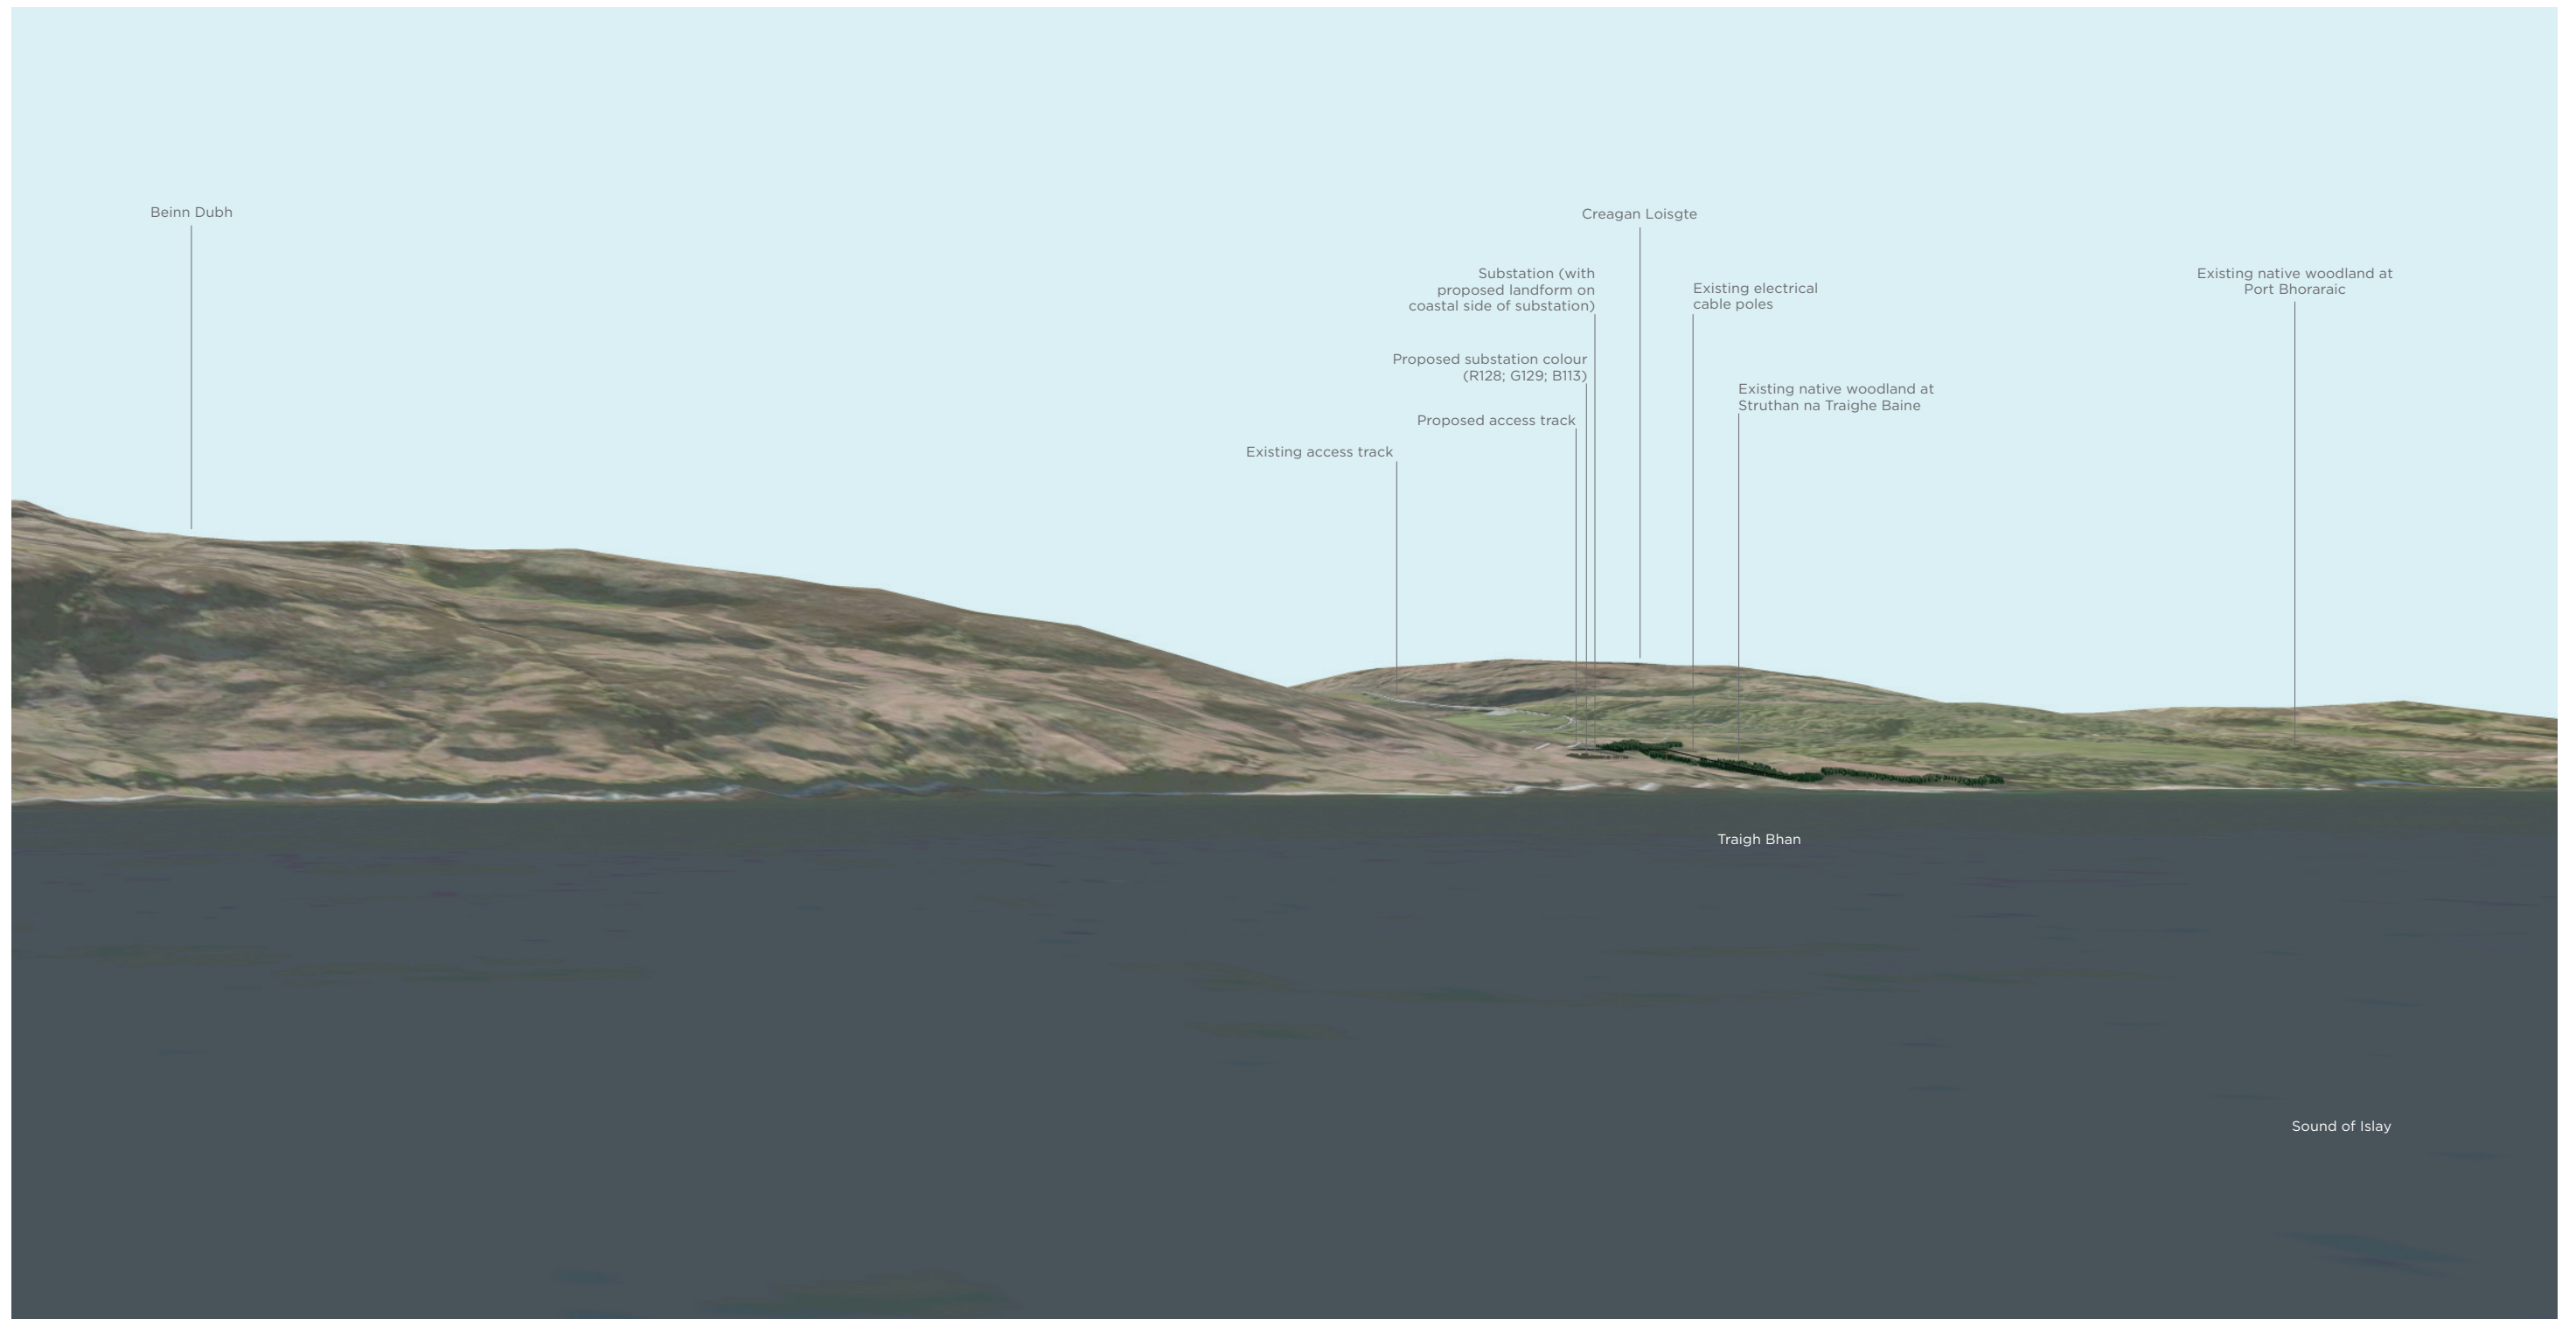 Beinn Dubh
Creagan Loisgte
Substation (with
proposed landform on
coastal side of substation)
Existing electrical
cable poles
Existing native woodland at
Port Bhoraraic
Proposed substation colour
(R128; G129; B113)
Existing native woodland at
Struthan na Traighe Baine
Proposed access track
Existing access track
Traigh Bhan
Sound of Islay